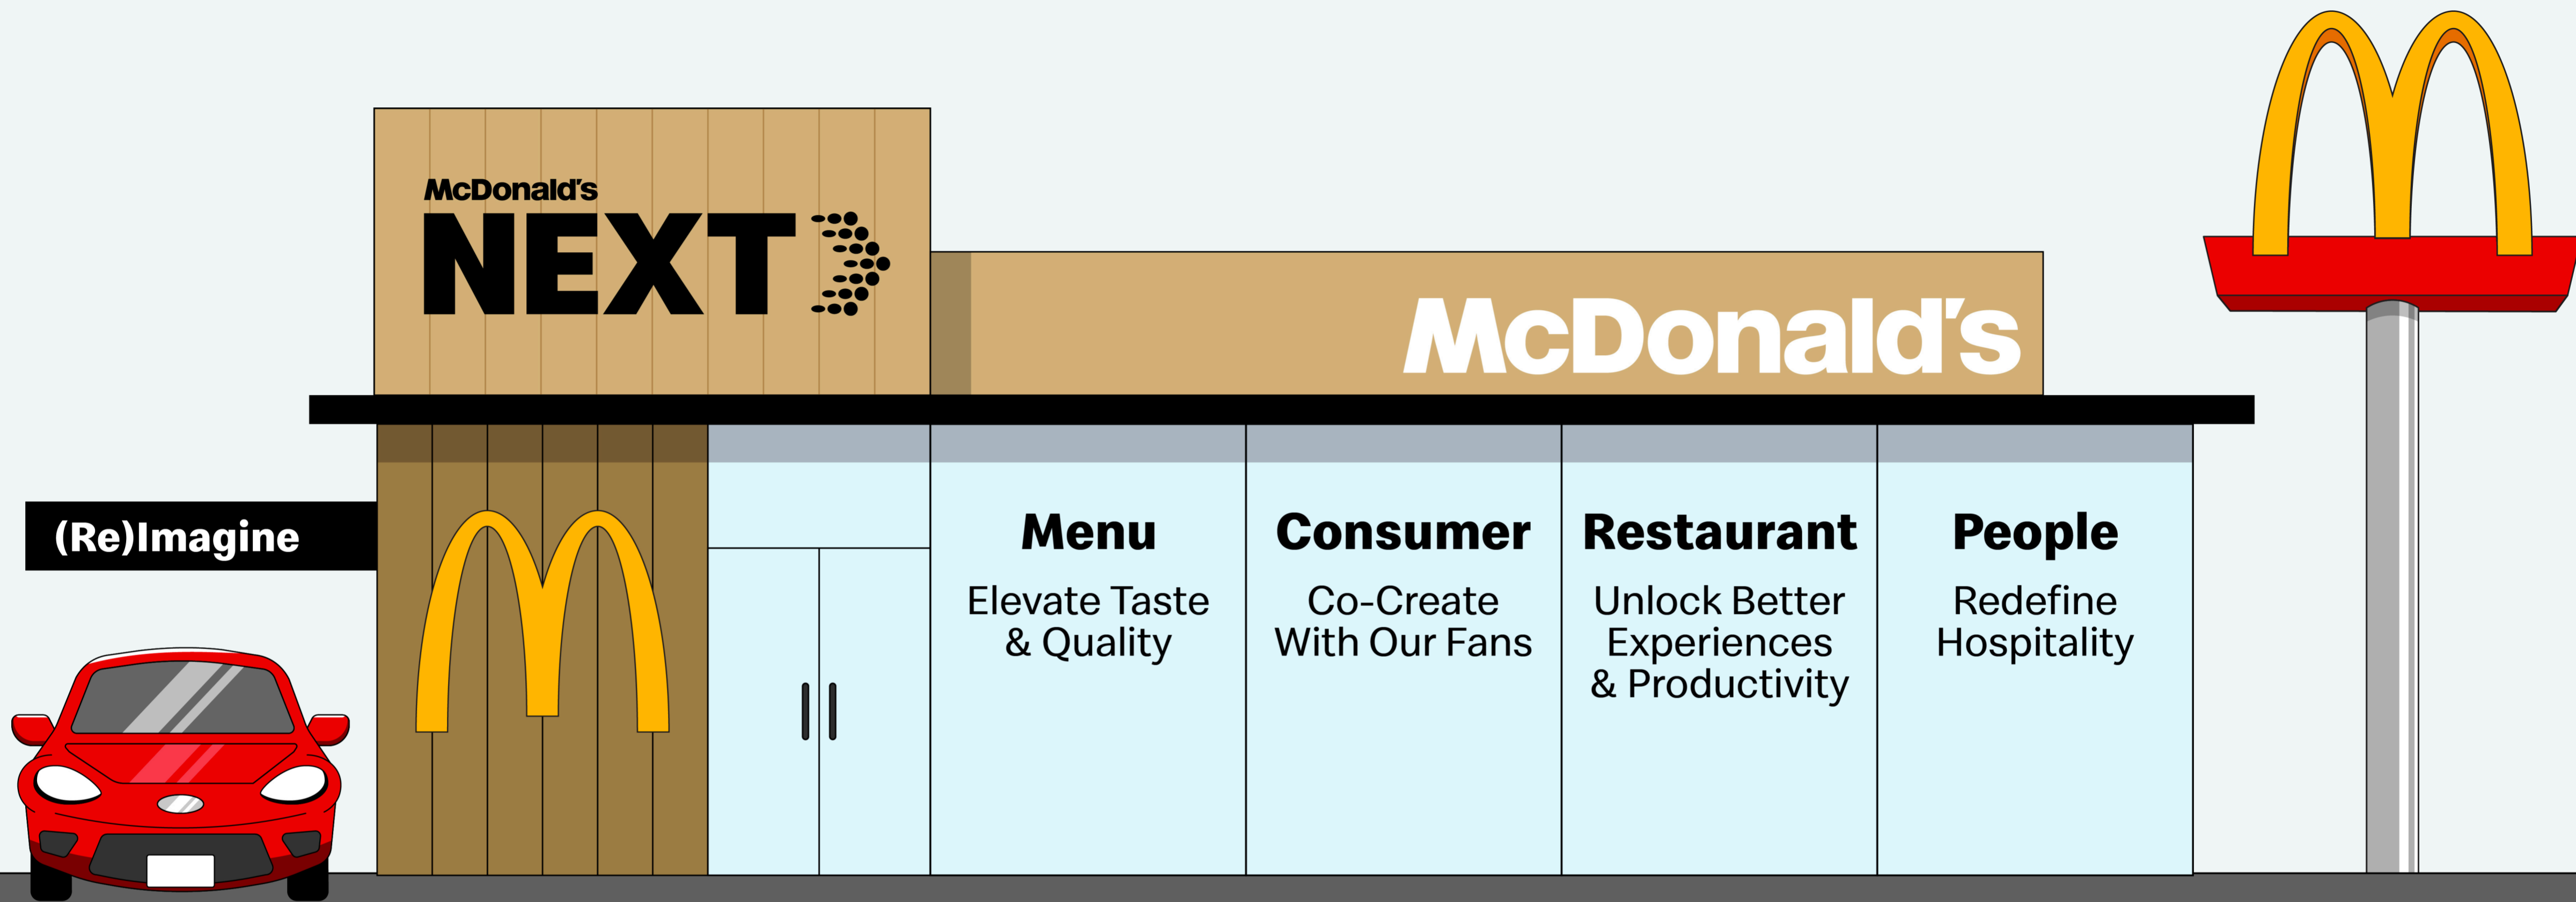 McDonald's
NEXT
McDonald's
(Re)Imagine
Menu
Elevate Taste
& Quality
Consumer
Co-Create
With Our Fans
Restaurant
Unlock Better
Experiences
& Productivity
People
Redefine
Hospitality